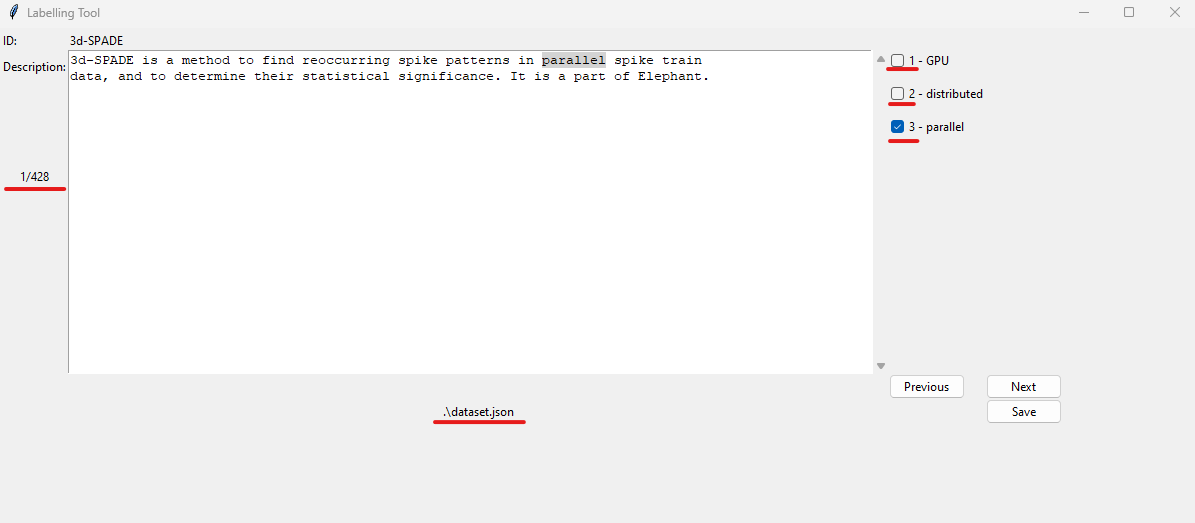 Labelling Tool
ID: 3d-SPADE
Description: 3d-SPADE is a method to find reoccurring spike patterns in parallel spike train
data, and to determine their statistical significance. It is a part of Elephant.
1 - GPU
2 - distributed
3 - parallel
1/428
Previous Next
.\dataset.json Save